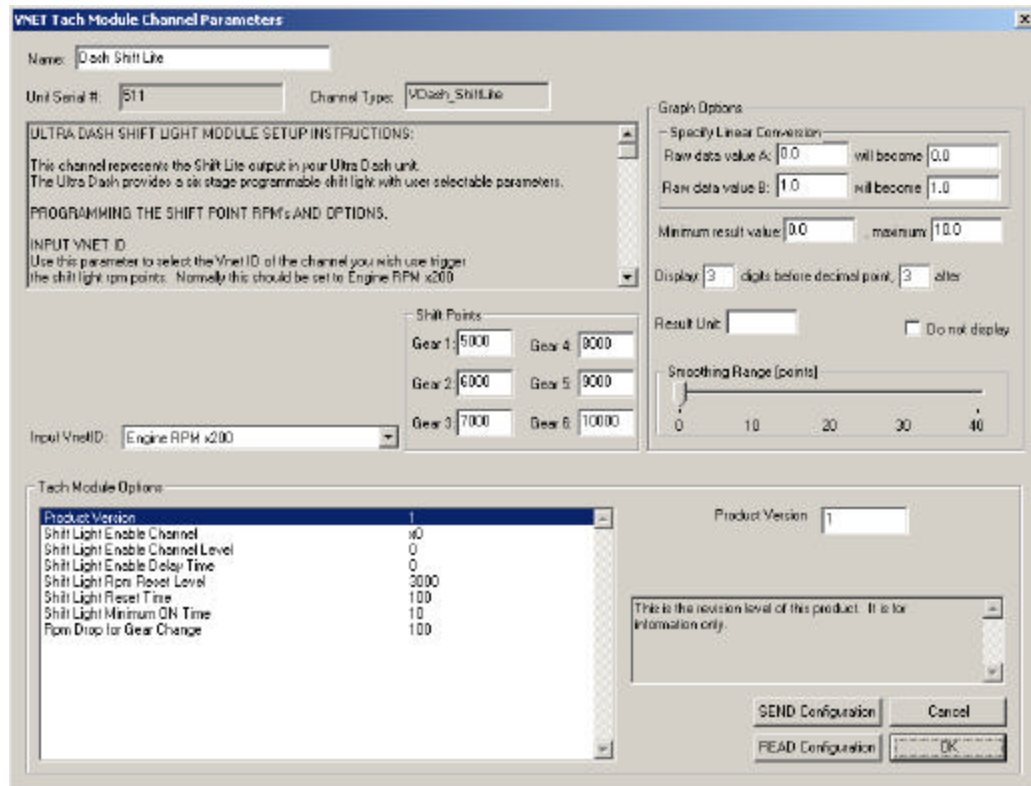 VNET Tach Module Channel Parameters
Name: Dash Shift Lite
Unit Serial #: 511 Channel Type: VDash_ShiftLite
ULTRA DASH SHIFT LIGHT MODULE SETUP INSTRUCTIONS:
This channel represents the Shift Lite output in your Ultra Dash unit.
The Ultra Dash provides a six stage programmable shift light with user selectable parameters.
PROGRAMMING THE SHIFT POINT RPM's AND OPTIONS.
INPUT VNET ID
Use this parameter to select the Vnet ID of the channel you wish use trigger
the shift light rpm points. Normally this should be set to Engine RPM x200
Graph Options
Specify Linear Conversion
Raw data value A: 0.0 will become 0.0
Raw data value B: 1.0 will become 1.0
Minimum result value: 0.0 , maximum: 10.0
Display 3 digits before decimal point, 3 after
Result Unit: Do not display
Smoothing Range [points]
0 10 20 30 40
Shift Points
Gear 1: 5000 Gear 4: 8000
Gear 2: 6000 Gear 5: 9000
Gear 3: 7000 Gear 6: 10000
Input VnetID: Engine RPM x200
Tach Module Options
Product Version 1
Shift Light Enable Channel x0
Shift Light Enable Channel Level 0
Shift Light Enable Delay Time 0
Shift Light Rpm Reset Level 3000
Shift Light Reset Time 100
Shift Light Minimum ON Time 10
Rpm Drop for Gear Change 100
Product Version 1
This is the revision level of this product. It is for
information only.
SEND Configuration Cancel
READ Configuration OK